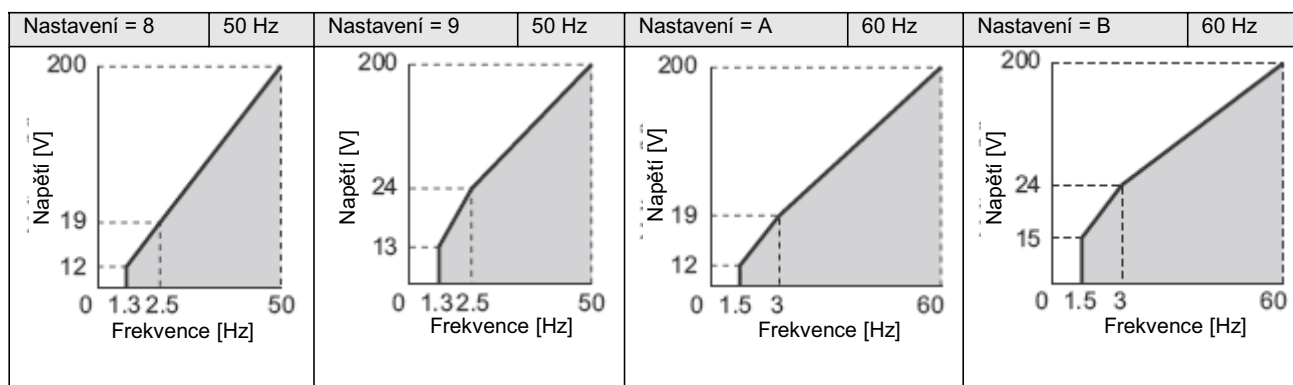 Nastavení = 8 50 Hz Nastavení = 9 50 Hz Nastavení = A 60 Hz Nastavení = B 60 Hz
200
Napětí [V]
19
12
0 1.3 2.5 50
Frekvence [Hz]
200
Napětí [V]
24
13
0 1.3 2.5 50
Frekvence [Hz]
200
Napětí [V]
19
12
0 1.5 3 60
Frekvence [Hz]
200
Napětí [V]
24
15
0 1.5 3 60
Frekvence [Hz]